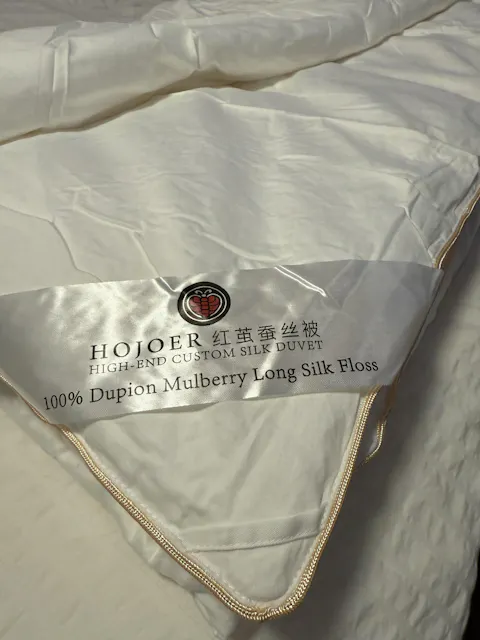 HOJOER 红茧蚕丝被
HIGH-END CUSTOM SILK DUVET
100% Dupion Mulberry Long Silk Floss